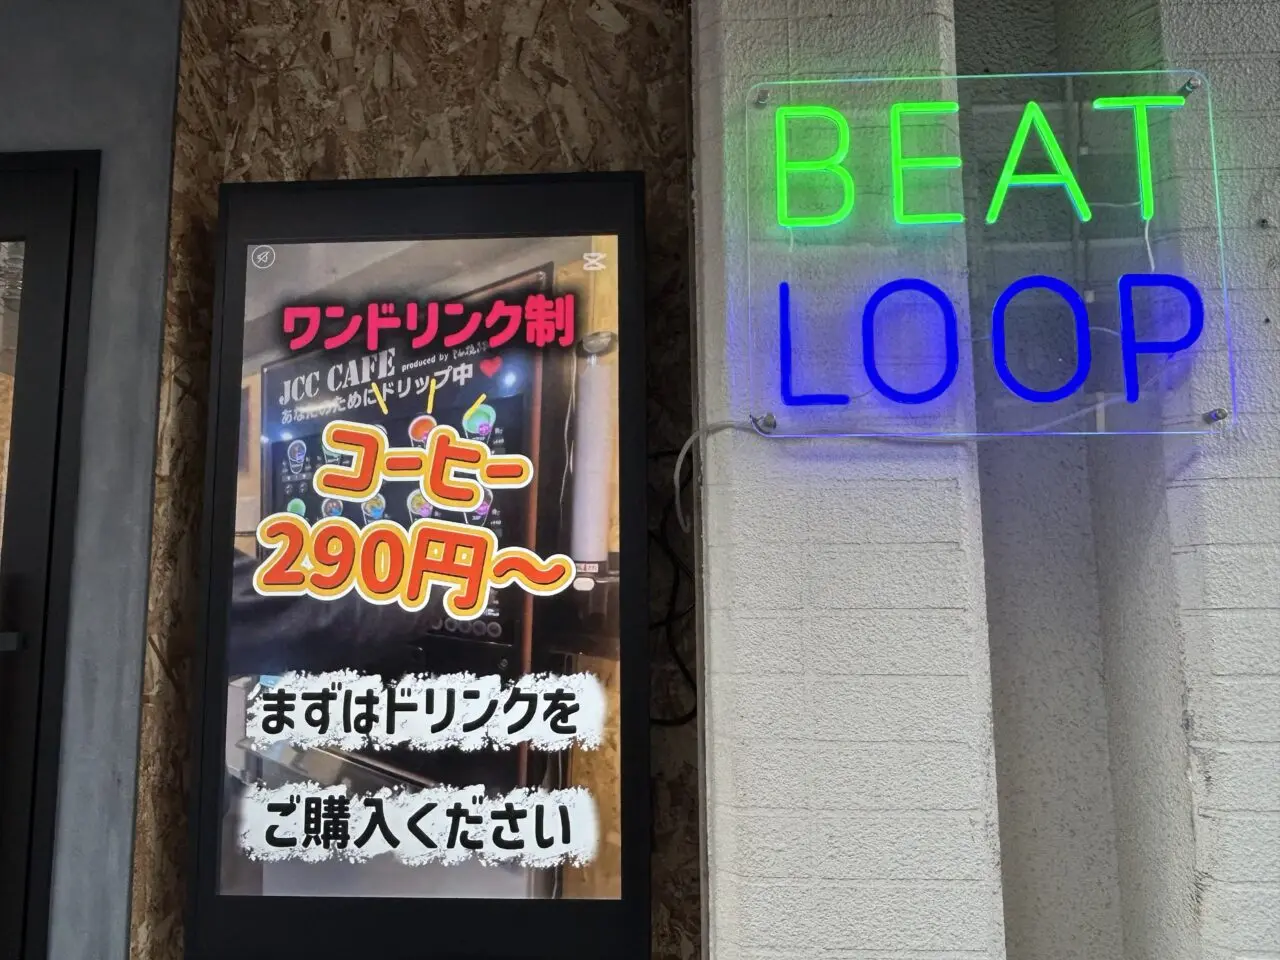 ワンドリンク制
JCC CAFE produced by
あなたのためにドリップ中
コーヒー
290円〜
まずはドリンクを
ご購入ください
BEAT
LOOP